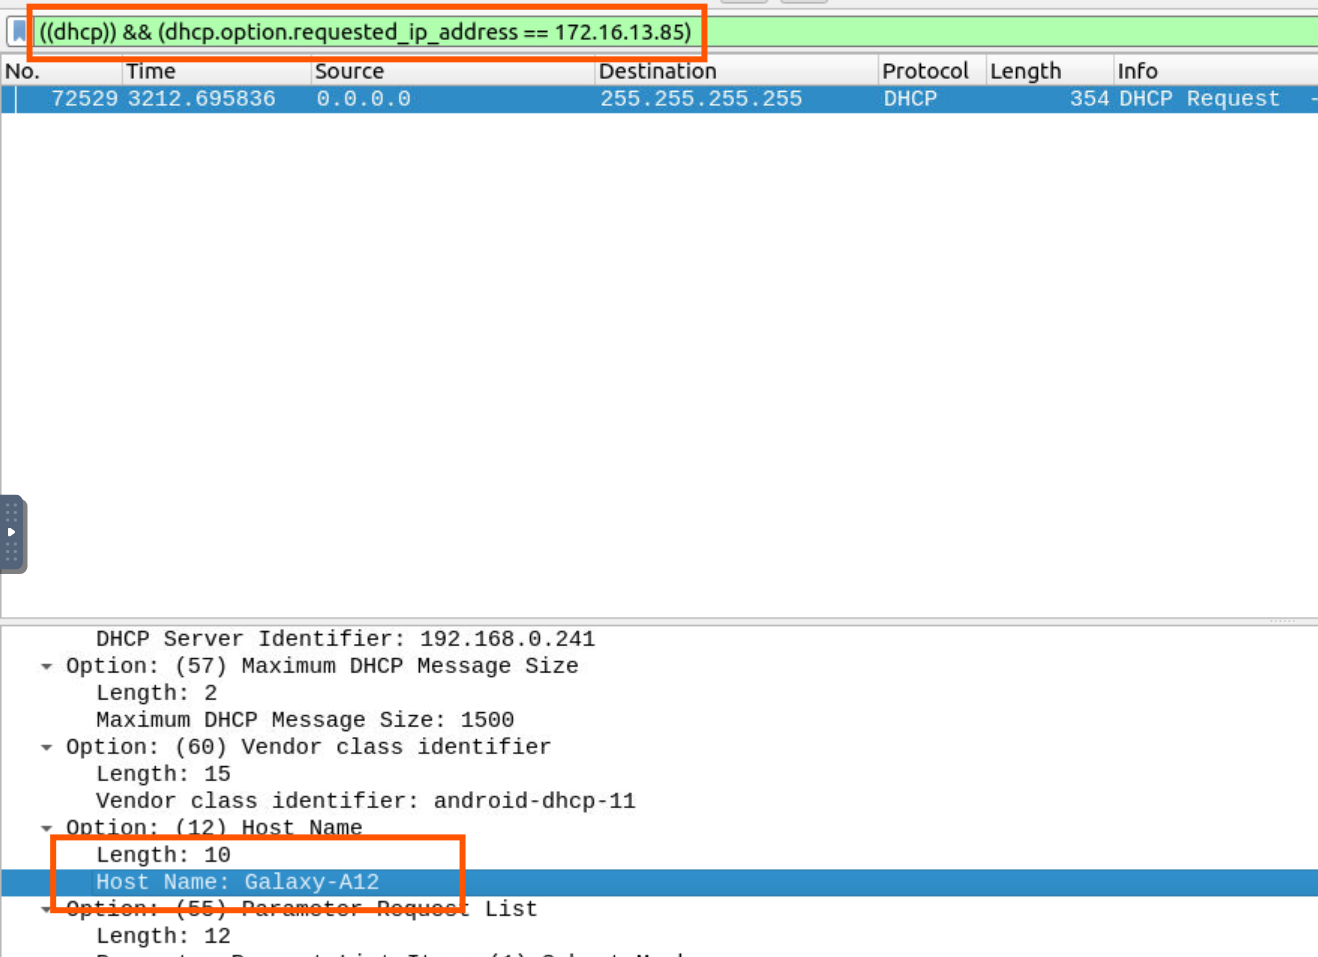 ((dhcp)) && (dhcp.option.requested_ip_address == 172.16.13.85)
No. Time Source Destination Protocol Length Info
72529 3212.695836 0.0.0.0 255.255.255.255 DHCP 354 DHCP Request -
DHCP Server Identifier: 192.168.0.241
Option: (57) Maximum DHCP Message Size
Length: 2
Maximum DHCP Message Size: 1500
Option: (60) Vendor class identifier
Length: 15
Vendor class identifier: android-dhcp-11
Option: (12) Host Name
Length: 10
Host Name: Galaxy-A12
Option: (55) Parameter Request List
Length: 12